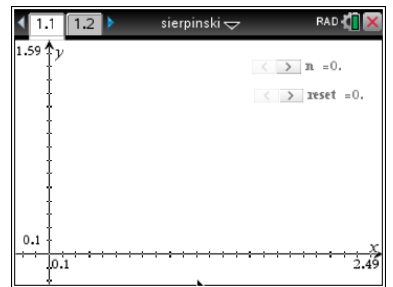 1.1 1.2 sierpinski RAD
1.59 y
< > n =0.
< > reset =0.
0.1
0.1
x
2.49